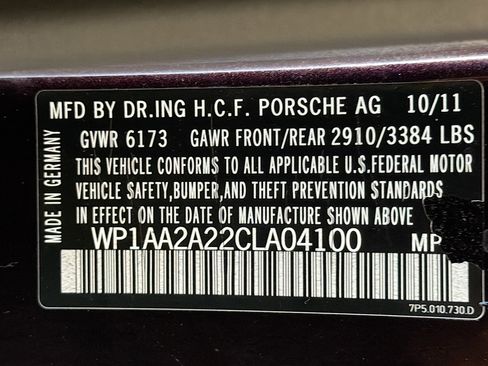 MFD BY DR.ING H.C.F. PORSCHE AG 10/11
GVWR 6173 GAWR FRONT/REAR 2910/3384 LBS
THIS VEHICLE CONFORMS TO ALL APPLICABLE U.S.FEDERAL MOTOR
VEHICLE SAFETY,BUMPER,AND THEFT PREVENTION STANDARDS
IN EFFECT ON THE DATE OF MANUFACTURE SHOWN ABOVE
WP1AA2A22CLA04100 MP
7P5.010.730.D
MADE IN GERMANY